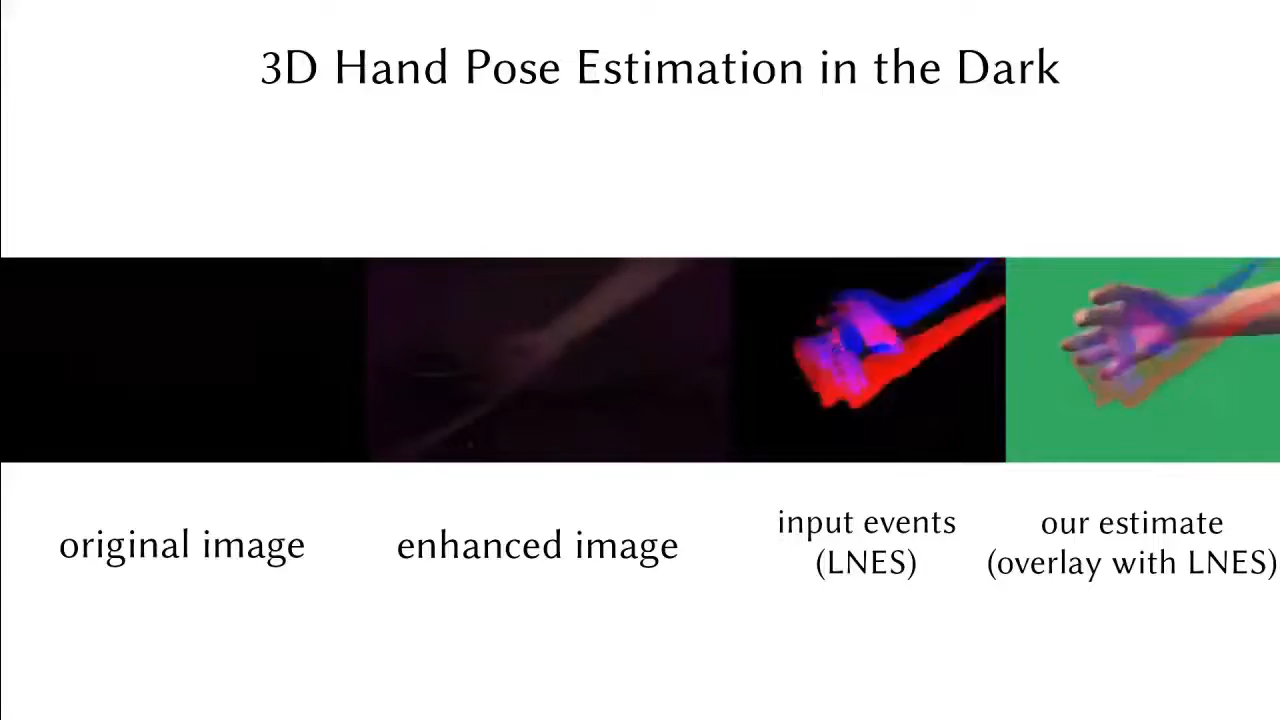 3D Hand Pose Estimation in the Dark
original image
enhanced image
input events
(LNES)
our estimate
(overlay with LNES)